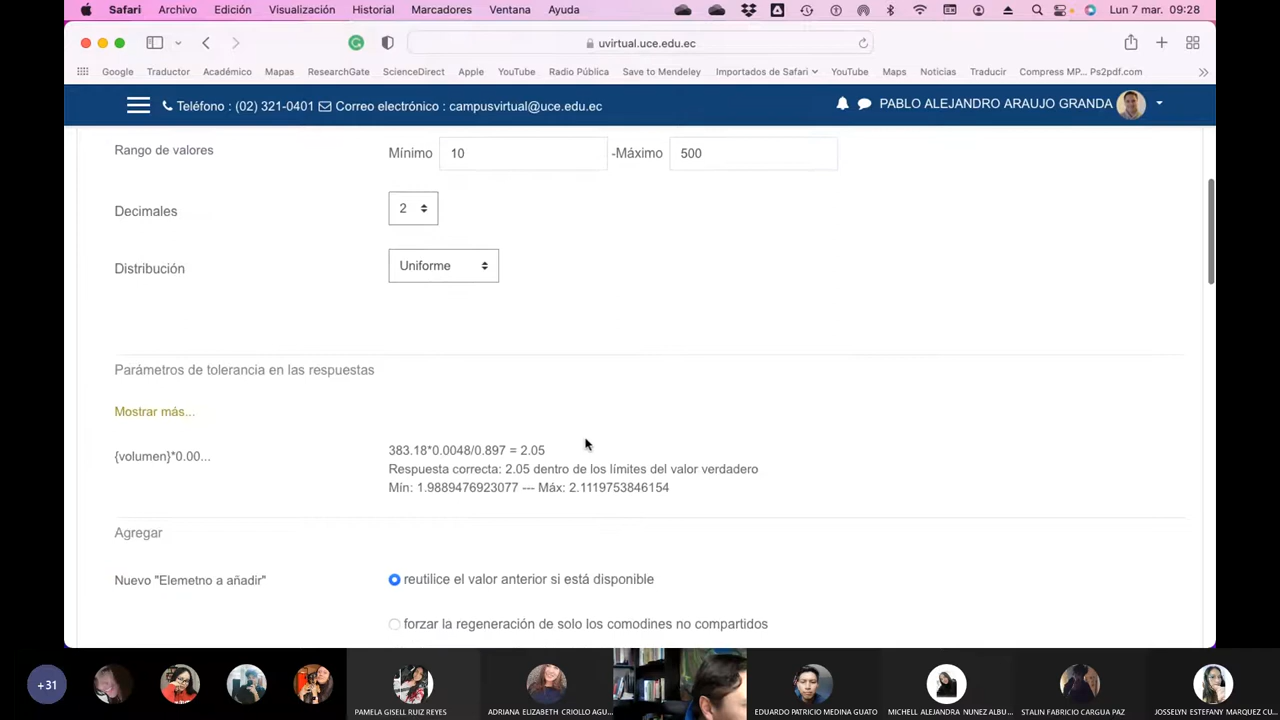 Safari Archivo Edición Visualización Historial Marcadores Ventana Ayuda Lun 7 mar. 09:28
uvirtual.uce.edu.ec
Google Traductor Académico Mapas ResearchGate ScienceDirect Apple YouTube Radio Pública Save to Mendeley Importados de Safari YouTube Maps Noticias Traducir Compress MP... Ps2pdf.com
Teléfono : (02) 321-0401 Correo electrónico : campusvirtual@uce.edu.ec PABLO ALEJANDRO ARAUJO GRANDA
Rango de valores Mínimo 10 -Máximo 500
Decimales 2
Distribución Uniforme
Parámetros de tolerancia en las respuestas
Mostrar más...
{volumen}*0.00... 383.18*0.0048/0.897 = 2.05
Respuesta correcta: 2.05 dentro de los límites del valor verdadero
Mín: 1.9889476923077 --- Máx: 2.1119753846154
Agregar
Nuevo "Elemetno a añadir" reutilice el valor anterior si está disponible
forzar la regeneración de solo los comodines no compartidos
+31 PAMELA GISELL RUIZ REYES ADRIANA ELIZABETH CRIOLLO AGU... EDUARDO PATRICIO MEDINA GUATO MICHELL ALEJANDRA NUNEZ ALBU... STALIN FABRICIO CARGUA PAZ JOSSELYN ESTEFANY MARQUEZ CU...